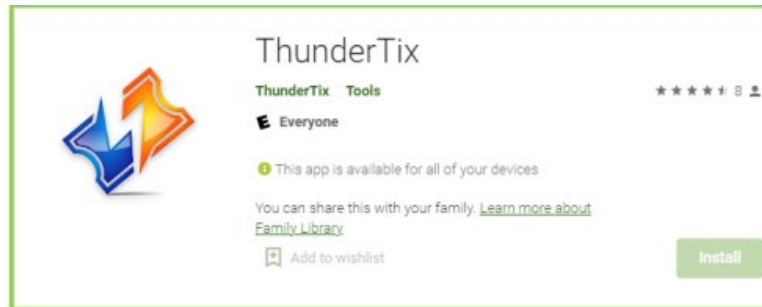 ThunderTix
ThunderTix Tools
8
E Everyone
This app is available for all of your devices
You can share this with your family. Learn more about
Family Library
Add to wishlist
Install